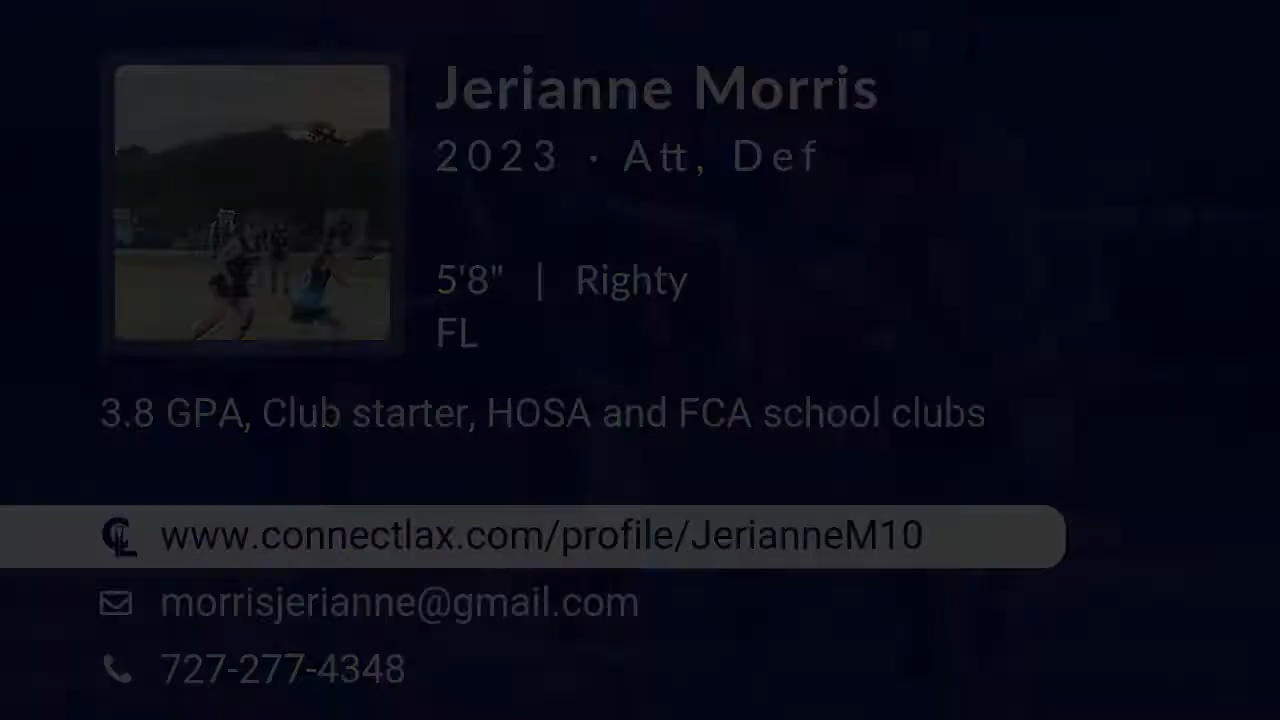 Jerianne Morris
2023 · Att, Def
5'8" | Righty
FL
3.8 GPA, Club starter, HOSA and FCA school clubs
www.connectlax.com/profile/JerianneM10
morrisjerianne@gmail.com
727-277-4348